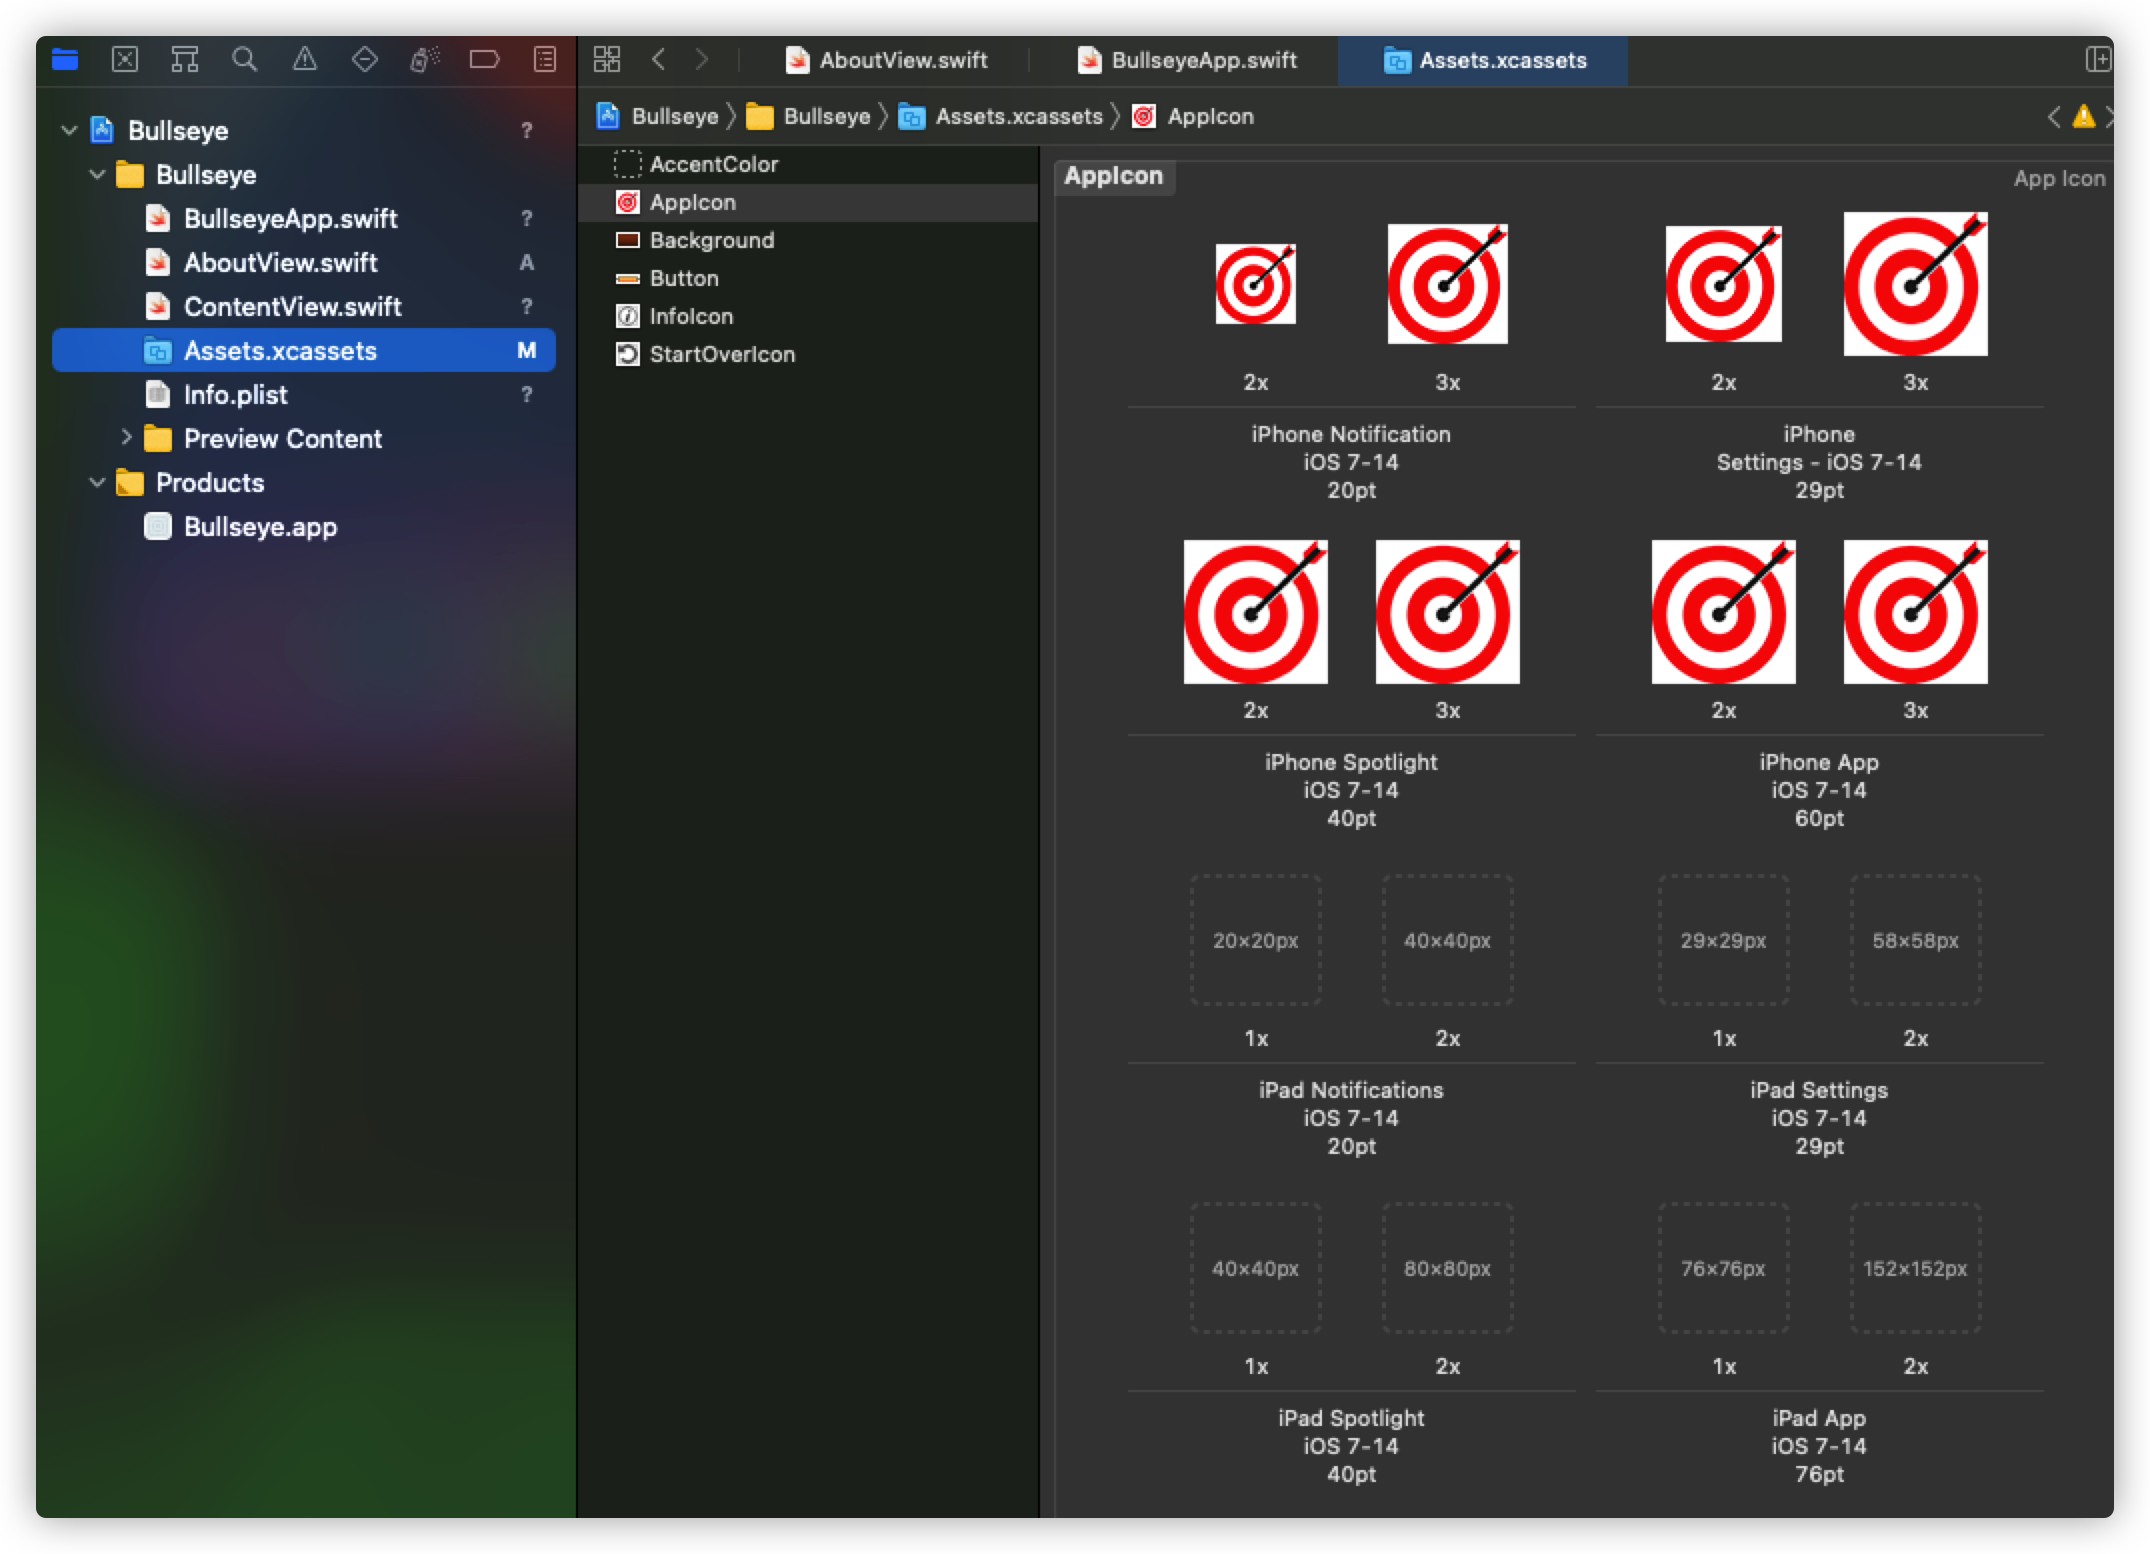 AboutView.swift
BullseyeApp.swift
Assets.xcassets
Bullseye ?
Bullseye
BullseyeApp.swift ?
AboutView.swift A
ContentView.swift ?
Assets.xcassets M
Info.plist ?
Preview Content
Products
Bullseye.app
Bullseye 〉 Bullseye 〉 Assets.xcassets 〉 AppIcon
AccentColor
AppIcon
Background
Button
InfoIcon
StartOverIcon
AppIcon
App Icon
2x 3x
iPhone Notification
iOS 7-14
20pt
2x 3x
iPhone
Settings - iOS 7-14
29pt
2x 3x
iPhone Spotlight
iOS 7-14
40pt
2x 3x
iPhone App
iOS 7-14
60pt
20×20px 40×40px
1x 2x
iPad Notifications
iOS 7-14
20pt
29×29px 58×58px
1x 2x
iPad Settings
iOS 7-14
29pt
40×40px 80×80px
1x 2x
iPad Spotlight
iOS 7-14
40pt
76×76px 152×152px
1x 2x
iPad App
iOS 7-14
76pt